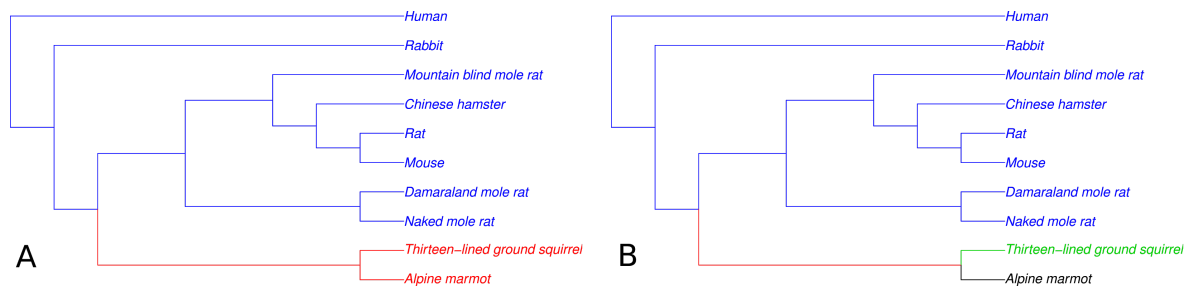 Human
Rabbit
Mountain blind mole rat
Chinese hamster
Rat
Mouse
Damaraland mole rat
Naked mole rat
Thirteen−lined ground squirrel
Alpine marmot
A
Human
Rabbit
Mountain blind mole rat
Chinese hamster
Rat
Mouse
Damaraland mole rat
Naked mole rat
Thirteen−lined ground squirrel
Alpine marmot
B